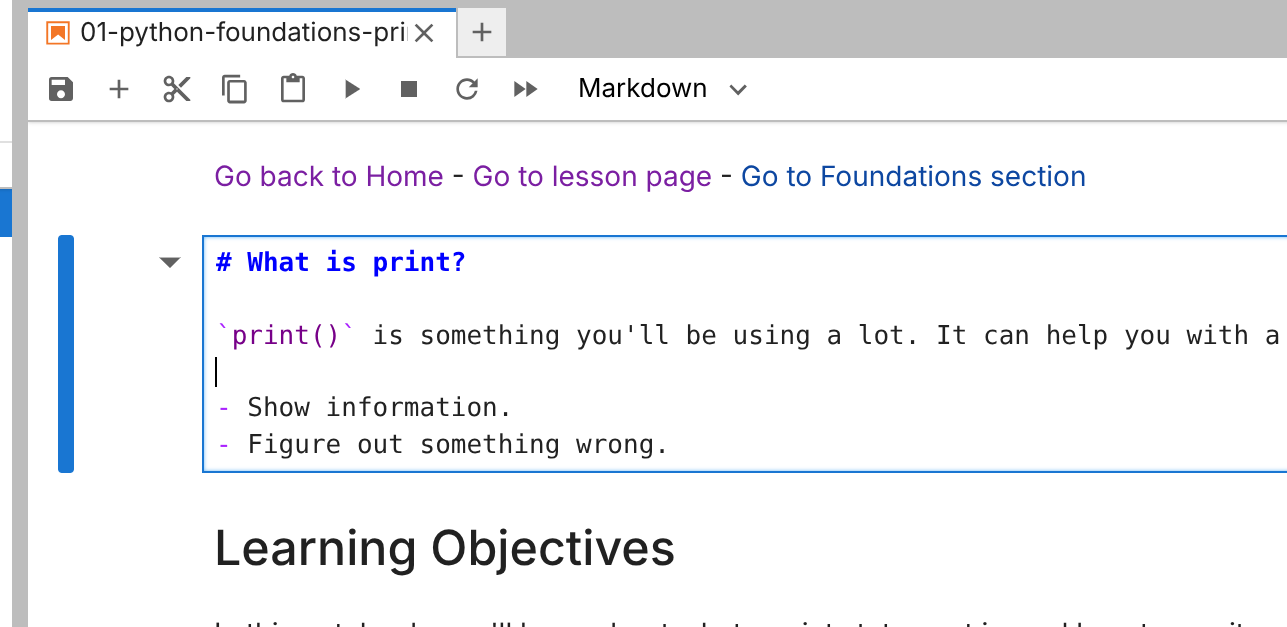 01-python-foundations-pri
Markdown
Go back to Home - Go to lesson page - Go to Foundations section
# What is print?
`print()` is something you'll be using a lot. It can help you with a
- Show information.
- Figure out something wrong.
Learning Objectives